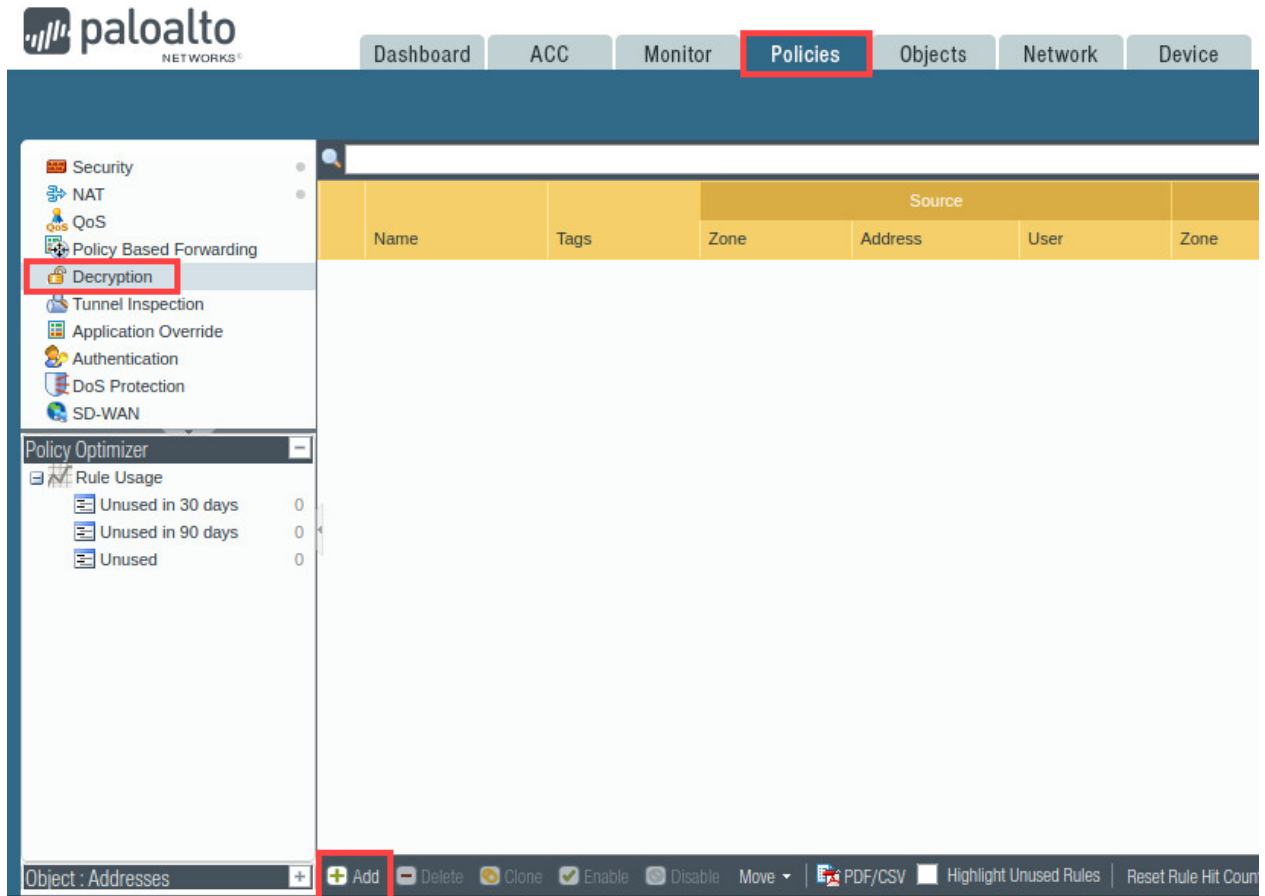 paloalto
NETWORKS®
Dashboard ACC Monitor Policies Objects Network Device
Security
NAT
QoS
Policy Based Forwarding
Decryption
Tunnel Inspection
Application Override
Authentication
DoS Protection
SD-WAN
Policy Optimizer
Rule Usage
Unused in 30 days 0
Unused in 90 days 0
Unused 0
Object : Addresses
Source
Name Tags Zone Address User Zone
Add Delete Clone Enable Disable Move PDF/CSV Highlight Unused Rules Reset Rule Hit Coun